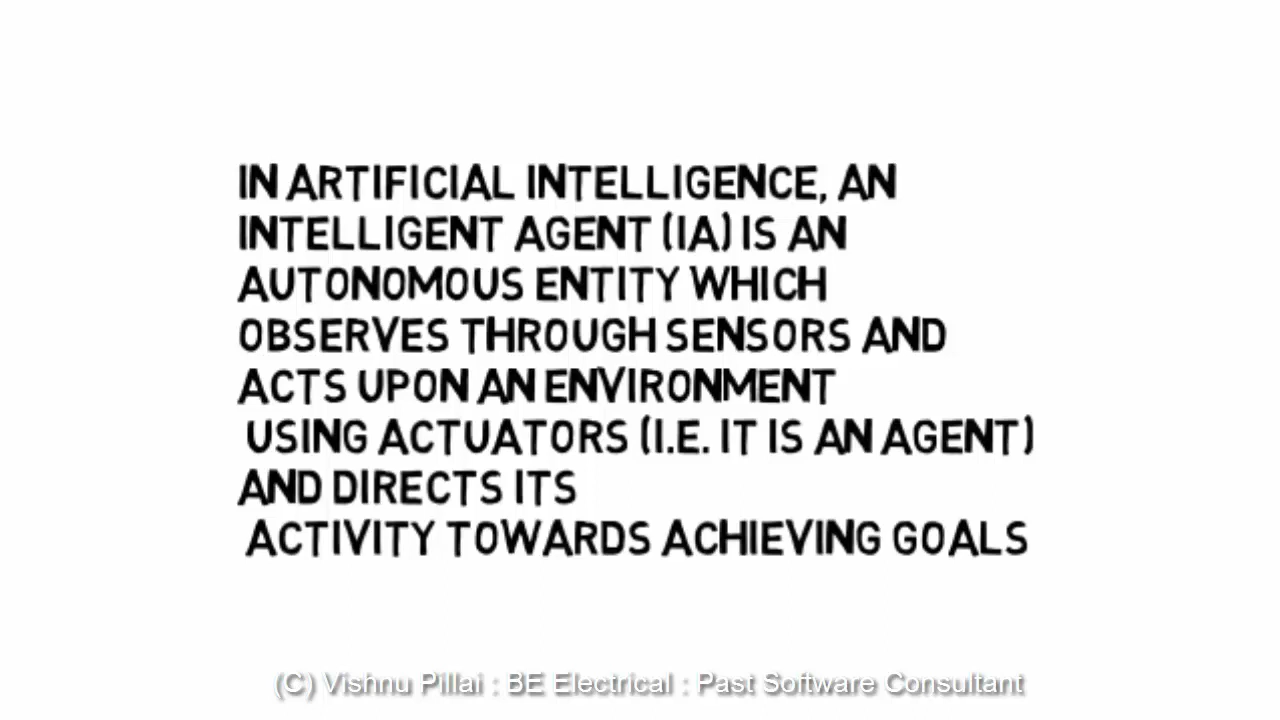 IN ARTIFICIAL INTELLIGENCE, AN
INTELLIGENT AGENT (IA) IS AN
AUTONOMOUS ENTITY WHICH
OBSERVES THROUGH SENSORS AND
ACTS UPON AN ENVIRONMENT
USING ACTUATORS (I.E. IT IS AN AGENT)
AND DIRECTS ITS
ACTIVITY TOWARDS ACHIEVING GOALS
(C) Vishnu Pillai : BE Electrical : Past Software Consultant